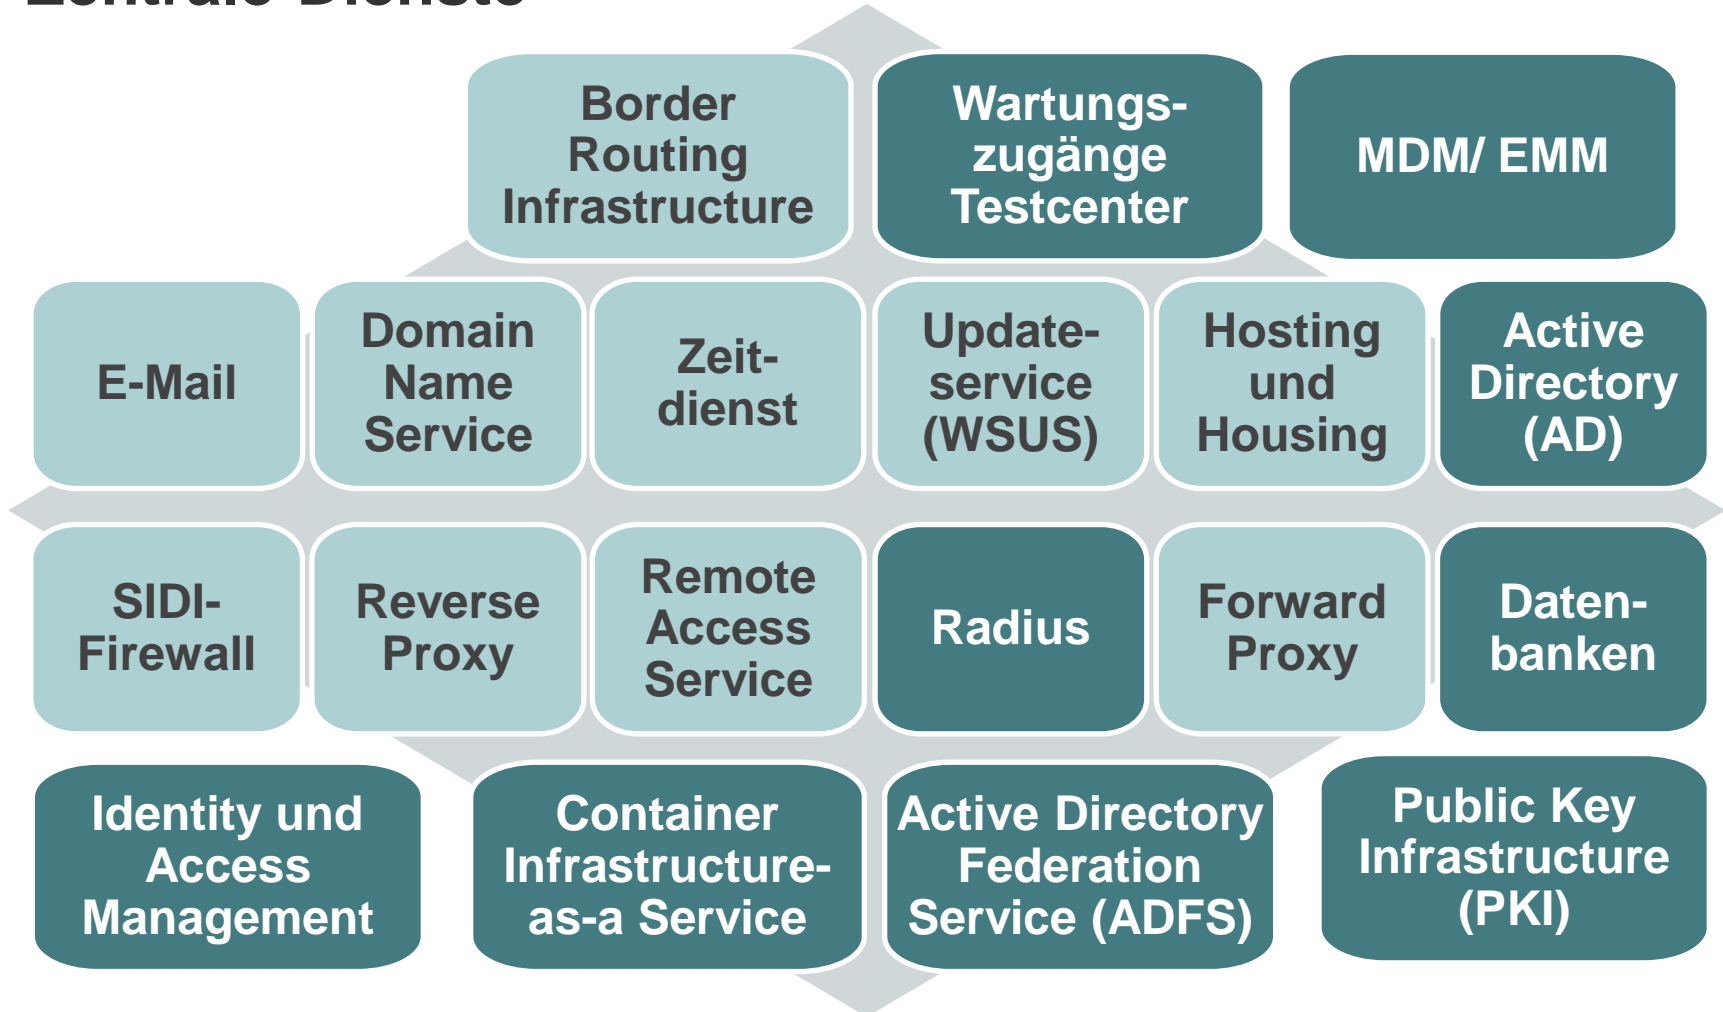 Zentrale Dienste
Border
Routing
Infrastructure
Wartungs-
zugänge
Testcenter
MDM/ EMM
E-Mail
Domain
Name
Service
Zeit-
dienst
Update-
service
(WSUS)
Hosting
und
Housing
Active
Directory
(AD)
SIDI-
Firewall
Reverse
Proxy
Remote
Access
Service
Radius
Forward
Proxy
Daten-
banken
Identity und
Access
Management
Container
Infrastructure-
as-a Service
Active Directory
Federation
Service (ADFS)
Public Key
Infrastructure
(PKI)